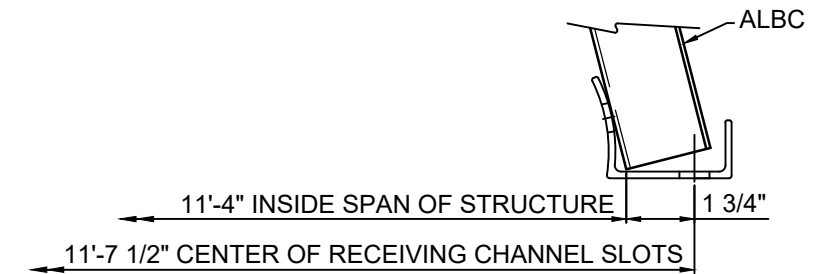 ALBC
11'-4" INSIDE SPAN OF STRUCTURE
1 3/4"
11'-7 1/2" CENTER OF RECEIVING CHANNEL SLOTS